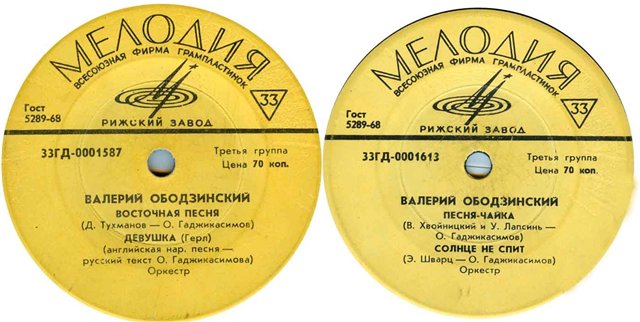 МЕЛОДИЯ
ВСЕСОЮЗНАЯ ФИРМА ГРАМПЛАСТИНОК
33
Гост
5289-68
РИЖСКИЙ ЗАВОД
33ГД-0001587
Третья группа
Цена 70 коп.
ВАЛЕРИЙ ОБОДЗИНСКИЙ
ВОСТОЧНАЯ ПЕСНЯ
(Д. Тухманов — О. Гаджикасимов)
ДЕВУШКА (Герл)
(английская нар. песня —
русский текст О. Гаджикасимова)
Оркестр
МЕЛОДИЯ
ВСЕСОЮЗНАЯ ФИРМА ГРАМПЛАСТИНОК
33
Гост
5289-68
РИЖСКИЙ ЗАВОД
33ГД-0001613
Третья группа
Цена 70 коп.
ВАЛЕРИЙ ОБОДЗИНСКИЙ
ПЕСНЯ-ЧАЙКА
(В. Хвойницкий и У. Лапсинь —
О. Гаджикасимов)
СОЛНЦЕ НЕ СПИТ
(Э. Шварц — О. Гаджикасимов)
Оркестр